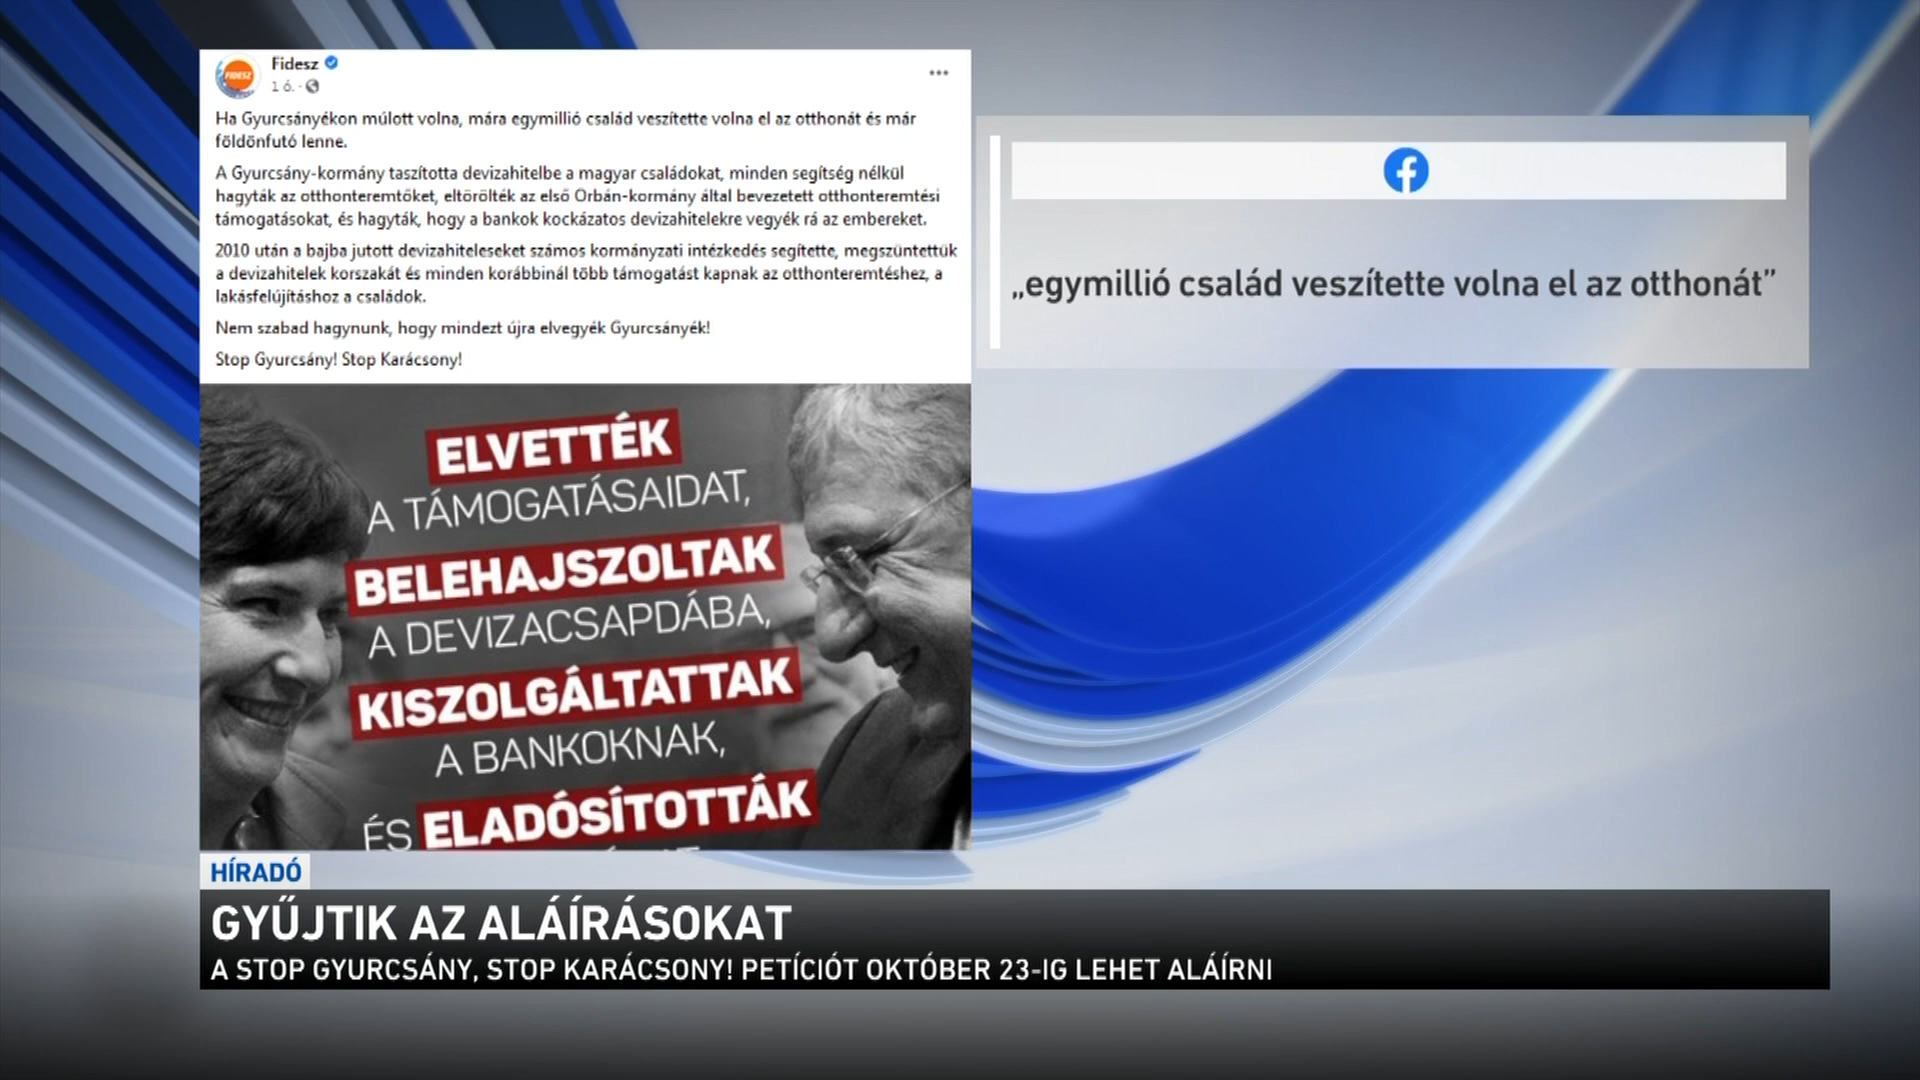 Fidesz
FIDESZ
1 ó.
Ha Gyurcsányékon múlott volna, mára egymillió család veszítette volna el az otthonát és már
földönfutó lenne.
A Gyurcsány-kormány taszította devizahitelbe a magyar családokat, minden segítség nélkül
hagyták az otthonteremtőket, eltörölték az első Orbán-kormány által bevezetett otthonteremtési
támogatásokat, és hagyták, hogy a bankok kockázatos devizahitelekre vegyék rá az embereket.
2010 után a bajba jutott devizahiteleseket számos kormányzati intézkedés segítette, megszüntettük
a devizahitelek korszakát és minden korábbinál több támogatást kapnak az otthonteremtéshez, a
lakásfelújításhoz a családok.
Nem szabad hagynunk, hogy mindezt újra elvegyék Gyurcsányék!
Stop Gyurcsány! Stop Karácsony!
ELVETTÉK
A TÁMOGATÁSAIDAT,
BELEHAJSZOLTAK
A DEVIZACSAPDÁBA,
KISZOLGÁLTATTAK
A BANKOKNAK,
ÉS ELADÓSÍTOTTÁK
„egymillió család veszítette volna el az otthonát”
HÍRADÓ
GYŰJTIK AZ ALÁÍRÁSOKAT
A STOP GYURCSÁNY, STOP KARÁCSONY! PETÍCIÓT OKTÓBER 23-IG LEHET ALÁÍRNI